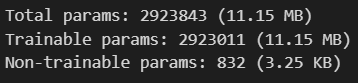 Total params: 2923843 (11.15 MB)
Trainable params: 2923011 (11.15 MB)
Non-trainable params: 832 (3.25 KB)